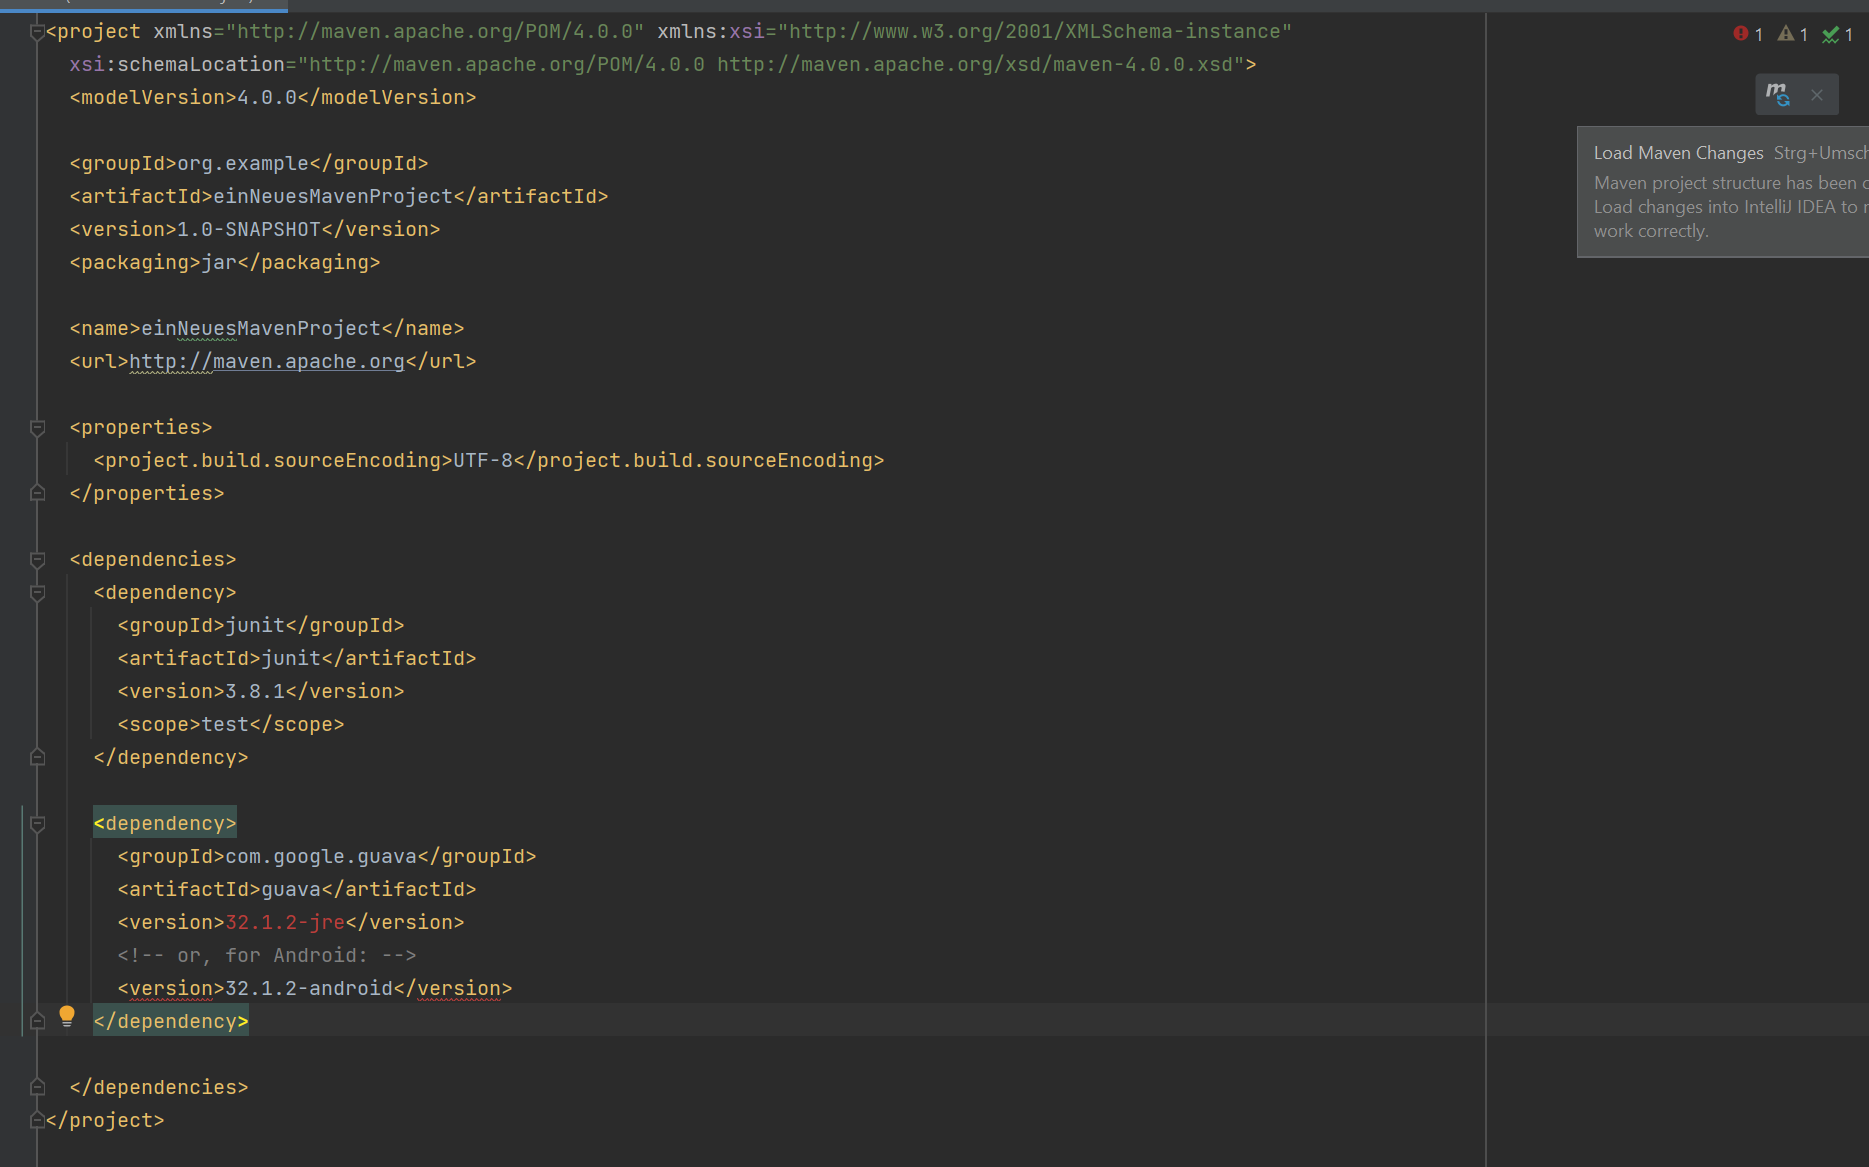 <project xmlns="http://maven.apache.org/POM/4.0.0" xmlns:xsi="http://www.w3.org/2001/XMLSchema-instance"
xsi:schemaLocation="http://maven.apache.org/POM/4.0.0 http://maven.apache.org/xsd/maven-4.0.0.xsd">
<modelVersion>4.0.0</modelVersion>
<groupId>org.example</groupId>
<artifactId>einNeuesMavenProject</artifactId>
<version>1.0-SNAPSHOT</version>
<packaging>jar</packaging>
<name>einNeuesMavenProject</name>
<url>http://maven.apache.org</url>
<properties>
<project.build.sourceEncoding>UTF-8</project.build.sourceEncoding>
</properties>
<dependencies>
<dependency>
<groupId>junit</groupId>
<artifactId>junit</artifactId>
<version>3.8.1</version>
<scope>test</scope>
</dependency>
<dependency>
<groupId>com.google.guava</groupId>
<artifactId>guava</artifactId>
<version>32.1.2-jre</version>
<!-- or, for Android: -->
<version>32.1.2-android</version>
</dependency>
</dependencies>
</project>
1 1 1
m
Load Maven Changes Strg+Umsch
Maven project structure has been
Load changes into IntelliJ IDEA to
work correctly.